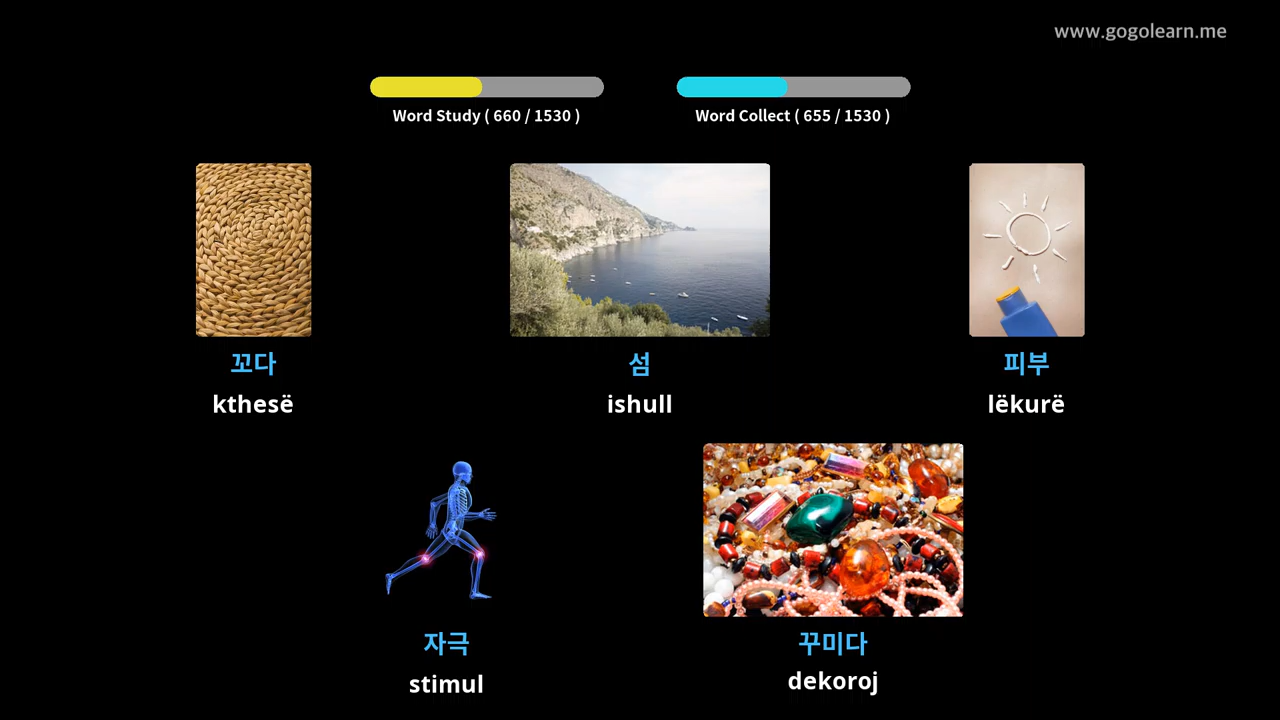 www.gogolearn.me
Word Study ( 660 / 1530 )
Word Collect ( 655 / 1530 )
꼬다
kthesë
섬
ishull
피부
lëkurë
자극
stimul
꾸미다
dekoroj